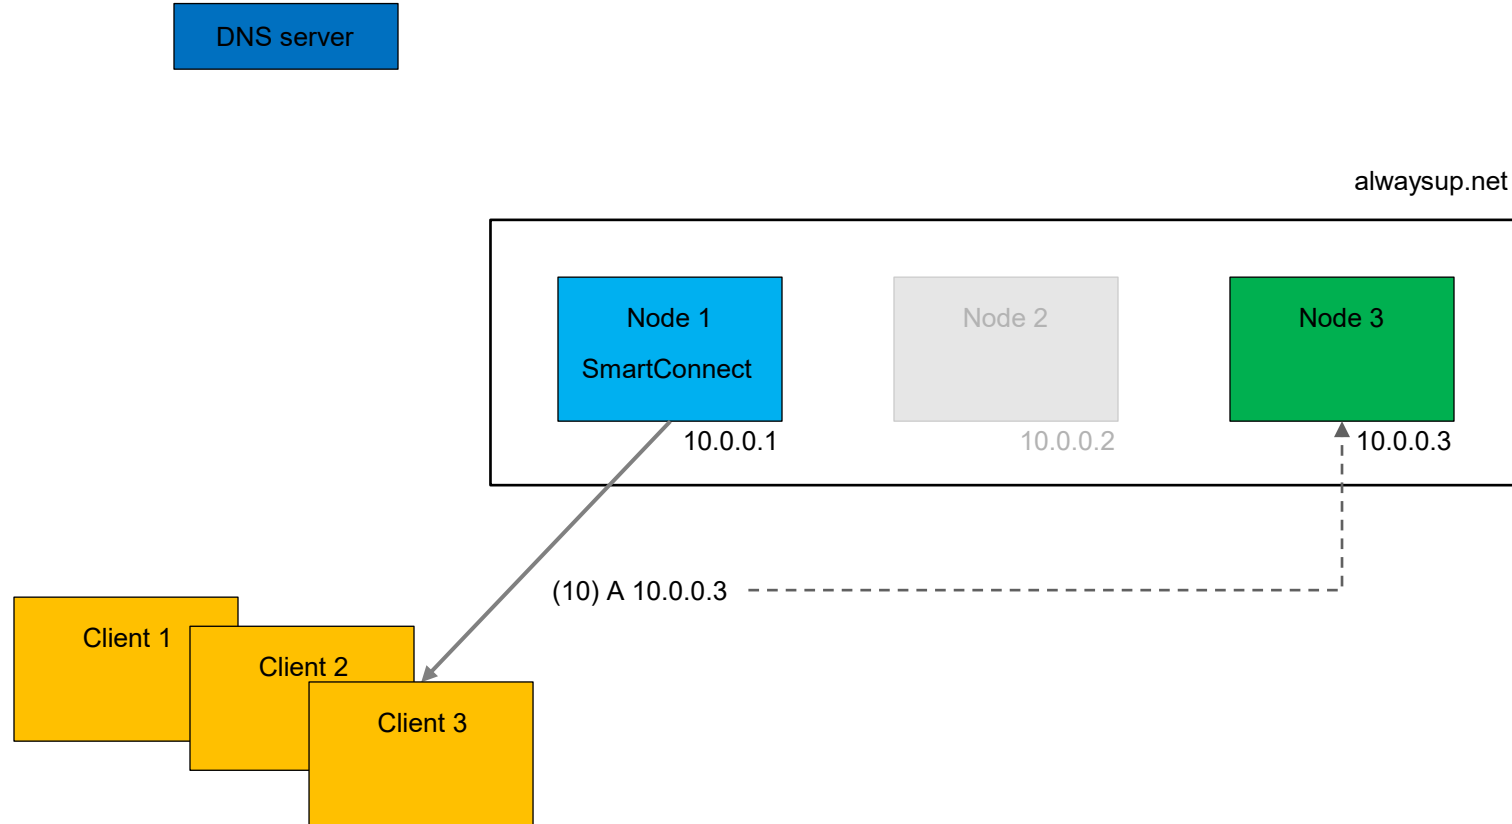 DNS server
alwaysup.net
Node 1
SmartConnect
10.0.0.1
Node 2
10.0.0.2
Node 3
10.0.0.3
(10) A 10.0.0.3
Client 1
Client 2
Client 3